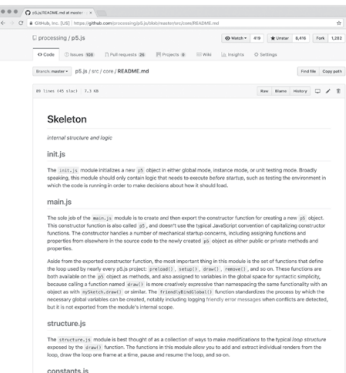 p5.js/README.md at master
GitHub, Inc. [US] https://github.com/processing/p5.js/blob/master/src/core/README.md
processing / p5.js
Watch Unstar Fork
Code Issues Pull requests Projects Wiki Insights Settings
Branch: master p5.js / src / core / README.md Find file Copy path
Raw Blame History
Skeleton
internal structure and logic
init.js
The init.js module initializes a new p5 object in either global mode, instance mode, or unit testing mode. Broadly
speaking, this module should only contain logic that needs to execute before startup, such as testing the environment in
which the code is running in order to make decisions about how it should load.
main.js
The sole job of the main.js module is to create and then export the constructor function for creating a new p5 object.
This constructor function is also called p5, and doesn't use the typical JavaScript convention of capitalizing constructor
functions. The constructor handles a number of mechanical startup concerns, including assigning functions and
properties from elsewhere in the source code to the newly created p5 object as either public or private methods and
properties.
Aside from the exported constructor function, the most important thing in this module is the set of functions that define
the loop used by nearly every p5.js project: preload(), setup(), draw(), remove(), and so on. These functions are
both available on the p5 object as methods, and also assigned to variables in the global space for syntactic simplicity,
because calling a function named draw() is more creatively expressive than namespacing the same functionality with an
object as with mySketch.draw() or similar. The friendlyBindGlobal() function standardizes the process by which the
necessary global variables can be created, notably including logging friendly error messages when conflicts are detected,
but it is not exported from the module's internal scope.
structure.js
The structure.js module is best thought of as a collection of ways to make modifications to the typical loop structure
exposed by the draw() function. The functions in this module allow you to add and extract individual renders from the
loop, draw the loop one frame at a time, pause and resume the loop, and so on.
constants.js